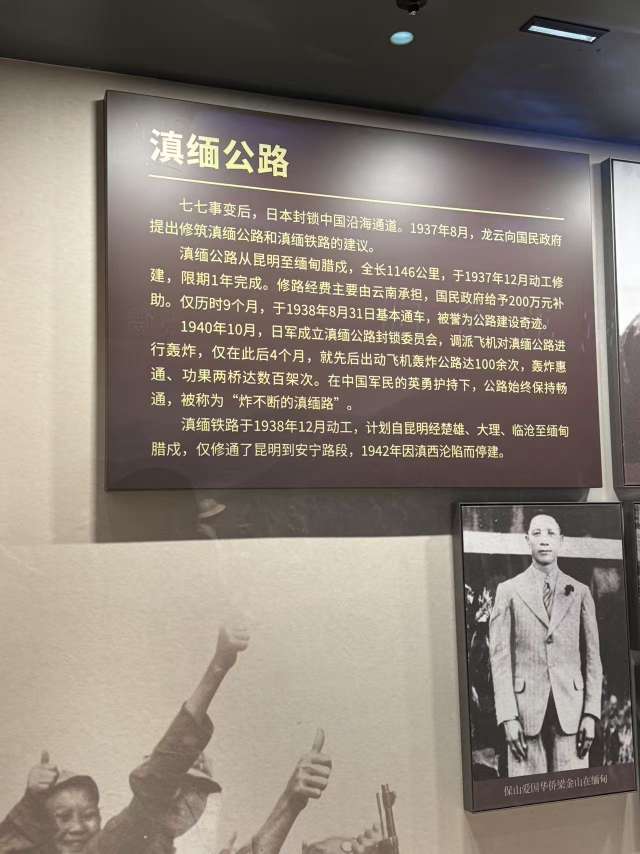 滇缅公路
七七事变后，日本封锁中国沿海通道。1937年8月，龙云向国民政府
提出修筑滇缅公路和滇缅铁路的建议。
滇缅公路从昆明至缅甸腊戍，全长1146公里，于1937年12月动工修
建，限期1年完成。修路经费主要由云南承担，国民政府给予200万元补
助。仅历时9个月，于1938年8月31日基本通车，被誉为公路建设奇迹。
1940年10月，日军成立滇缅公路封锁委员会，调派飞机对滇缅公路进
行轰炸，仅在此后4个月，就先后出动飞机轰炸公路达100余次，轰炸惠
通、功果两桥达数百架次。在中国军民的英勇护持下，公路始终保持畅
通，被称为“炸不断的滇缅路”。
滇缅铁路于1938年12月动工，计划自昆明经楚雄、大理、临沧至缅甸
腊戍，仅修通了昆明到安宁路段，1942年因滇西沦陷而停建。
保山爱国华侨梁金山在缅甸